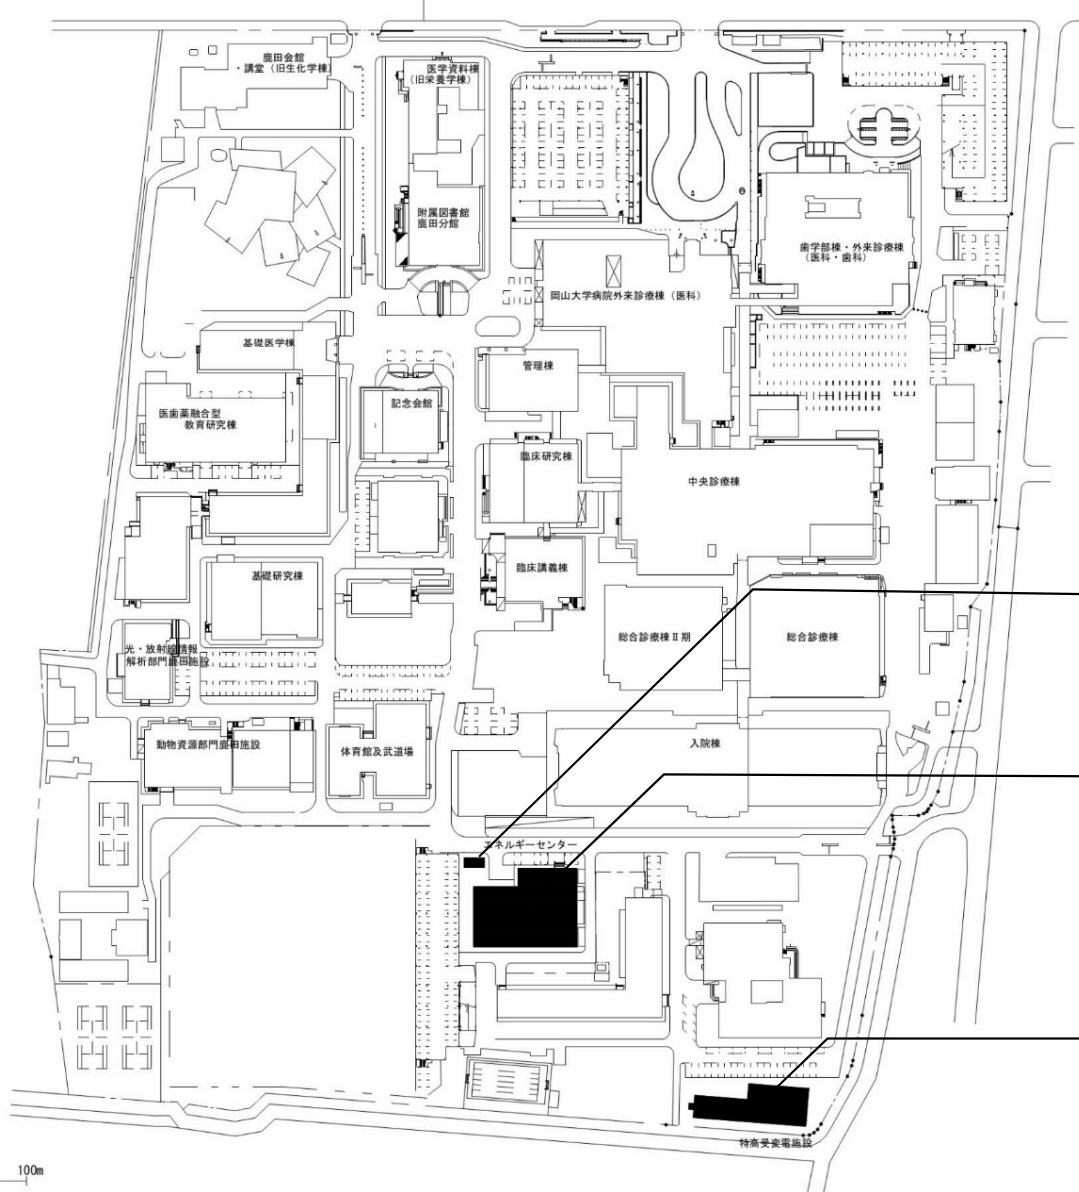 鹿田会館
・講堂（旧生化学棟）
医学資料棟
（旧栄養学棟）
附属図書館
鹿田分館
歯学部棟・外来診療棟
（医科・歯科）
岡山大学病院外来診療棟（医科）
基礎医学棟
管理棟
記念会館
医歯薬融合型
教育研究棟
臨床研究棟
中央診療棟
臨床講義棟
基礎研究棟
総合診療棟Ⅱ期
総合診療棟
光・放射線情報
解析部門鹿田施設
動物資源部門鹿田施設
体育館及武道場
入院棟
エネルギーセンター
特高受変電施設
100m